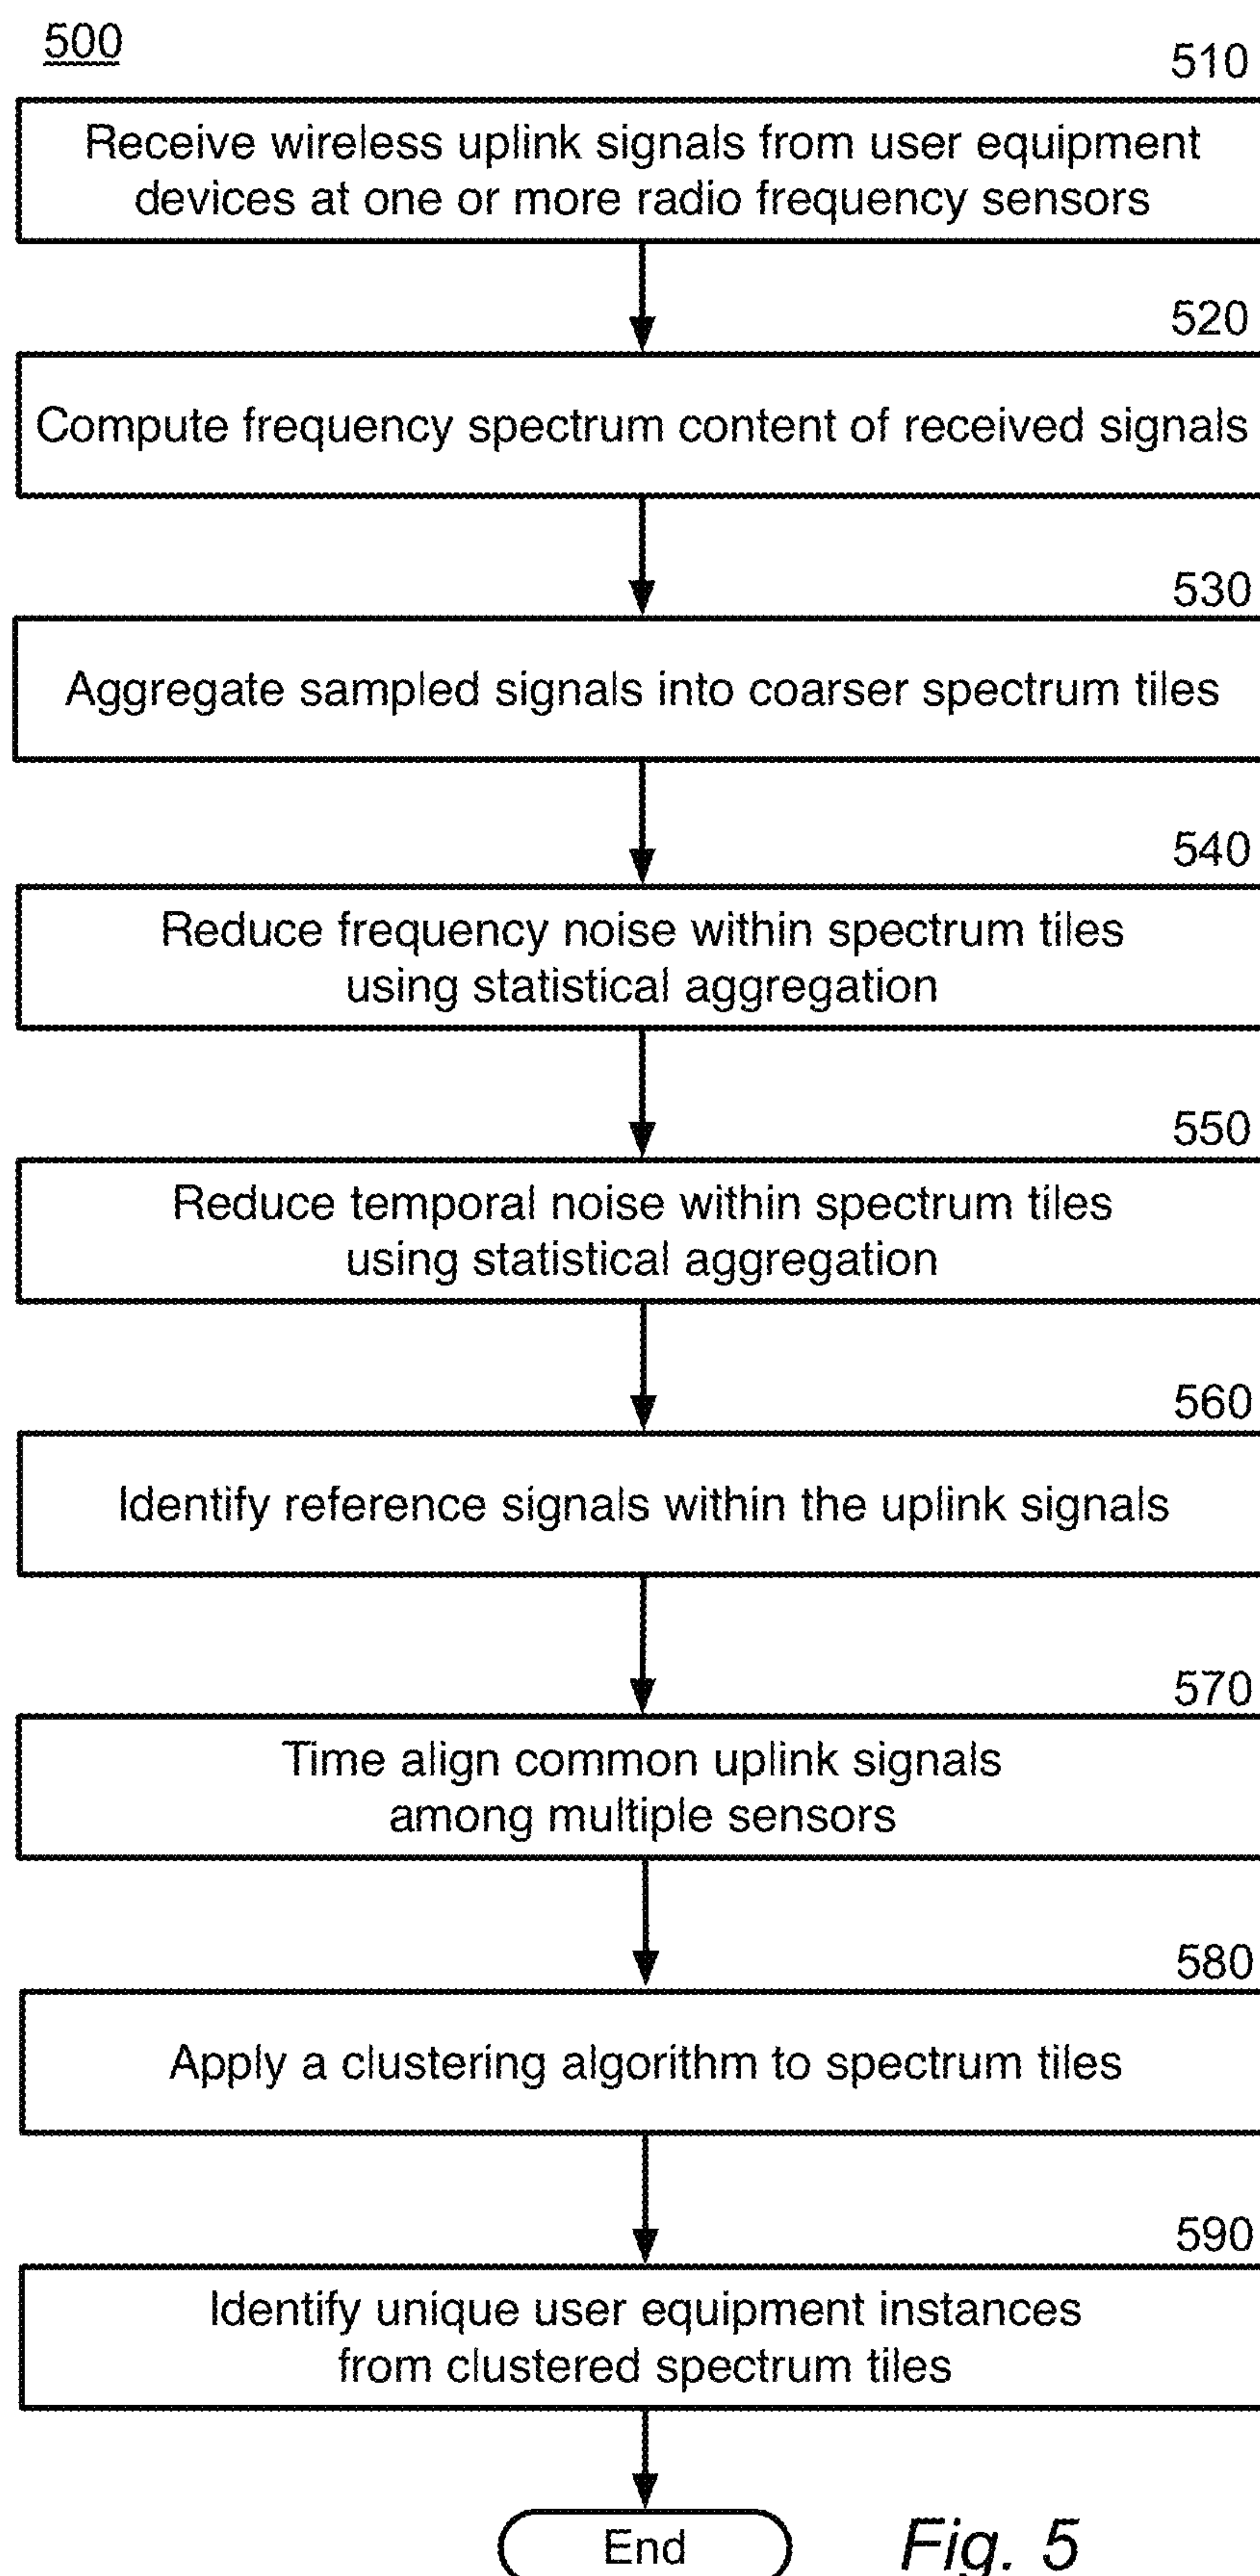 500
510
Receive wireless uplink signals from user equipment
devices at one or more radio frequency sensors
520
Compute frequency spectrum content of received signals
530
Aggregate sampled signals into coarser spectrum tiles
540
Reduce frequency noise within spectrum tiles
using statistical aggregation
550
Reduce temporal noise within spectrum tiles
using statistical aggregation
560
Identify reference signals within the uplink signals
570
Time align common uplink signals
among multiple sensors
580
Apply a clustering algorithm to spectrum tiles
590
Identify unique user equipment instances
from clustered spectrum tiles
End
Fig. 5